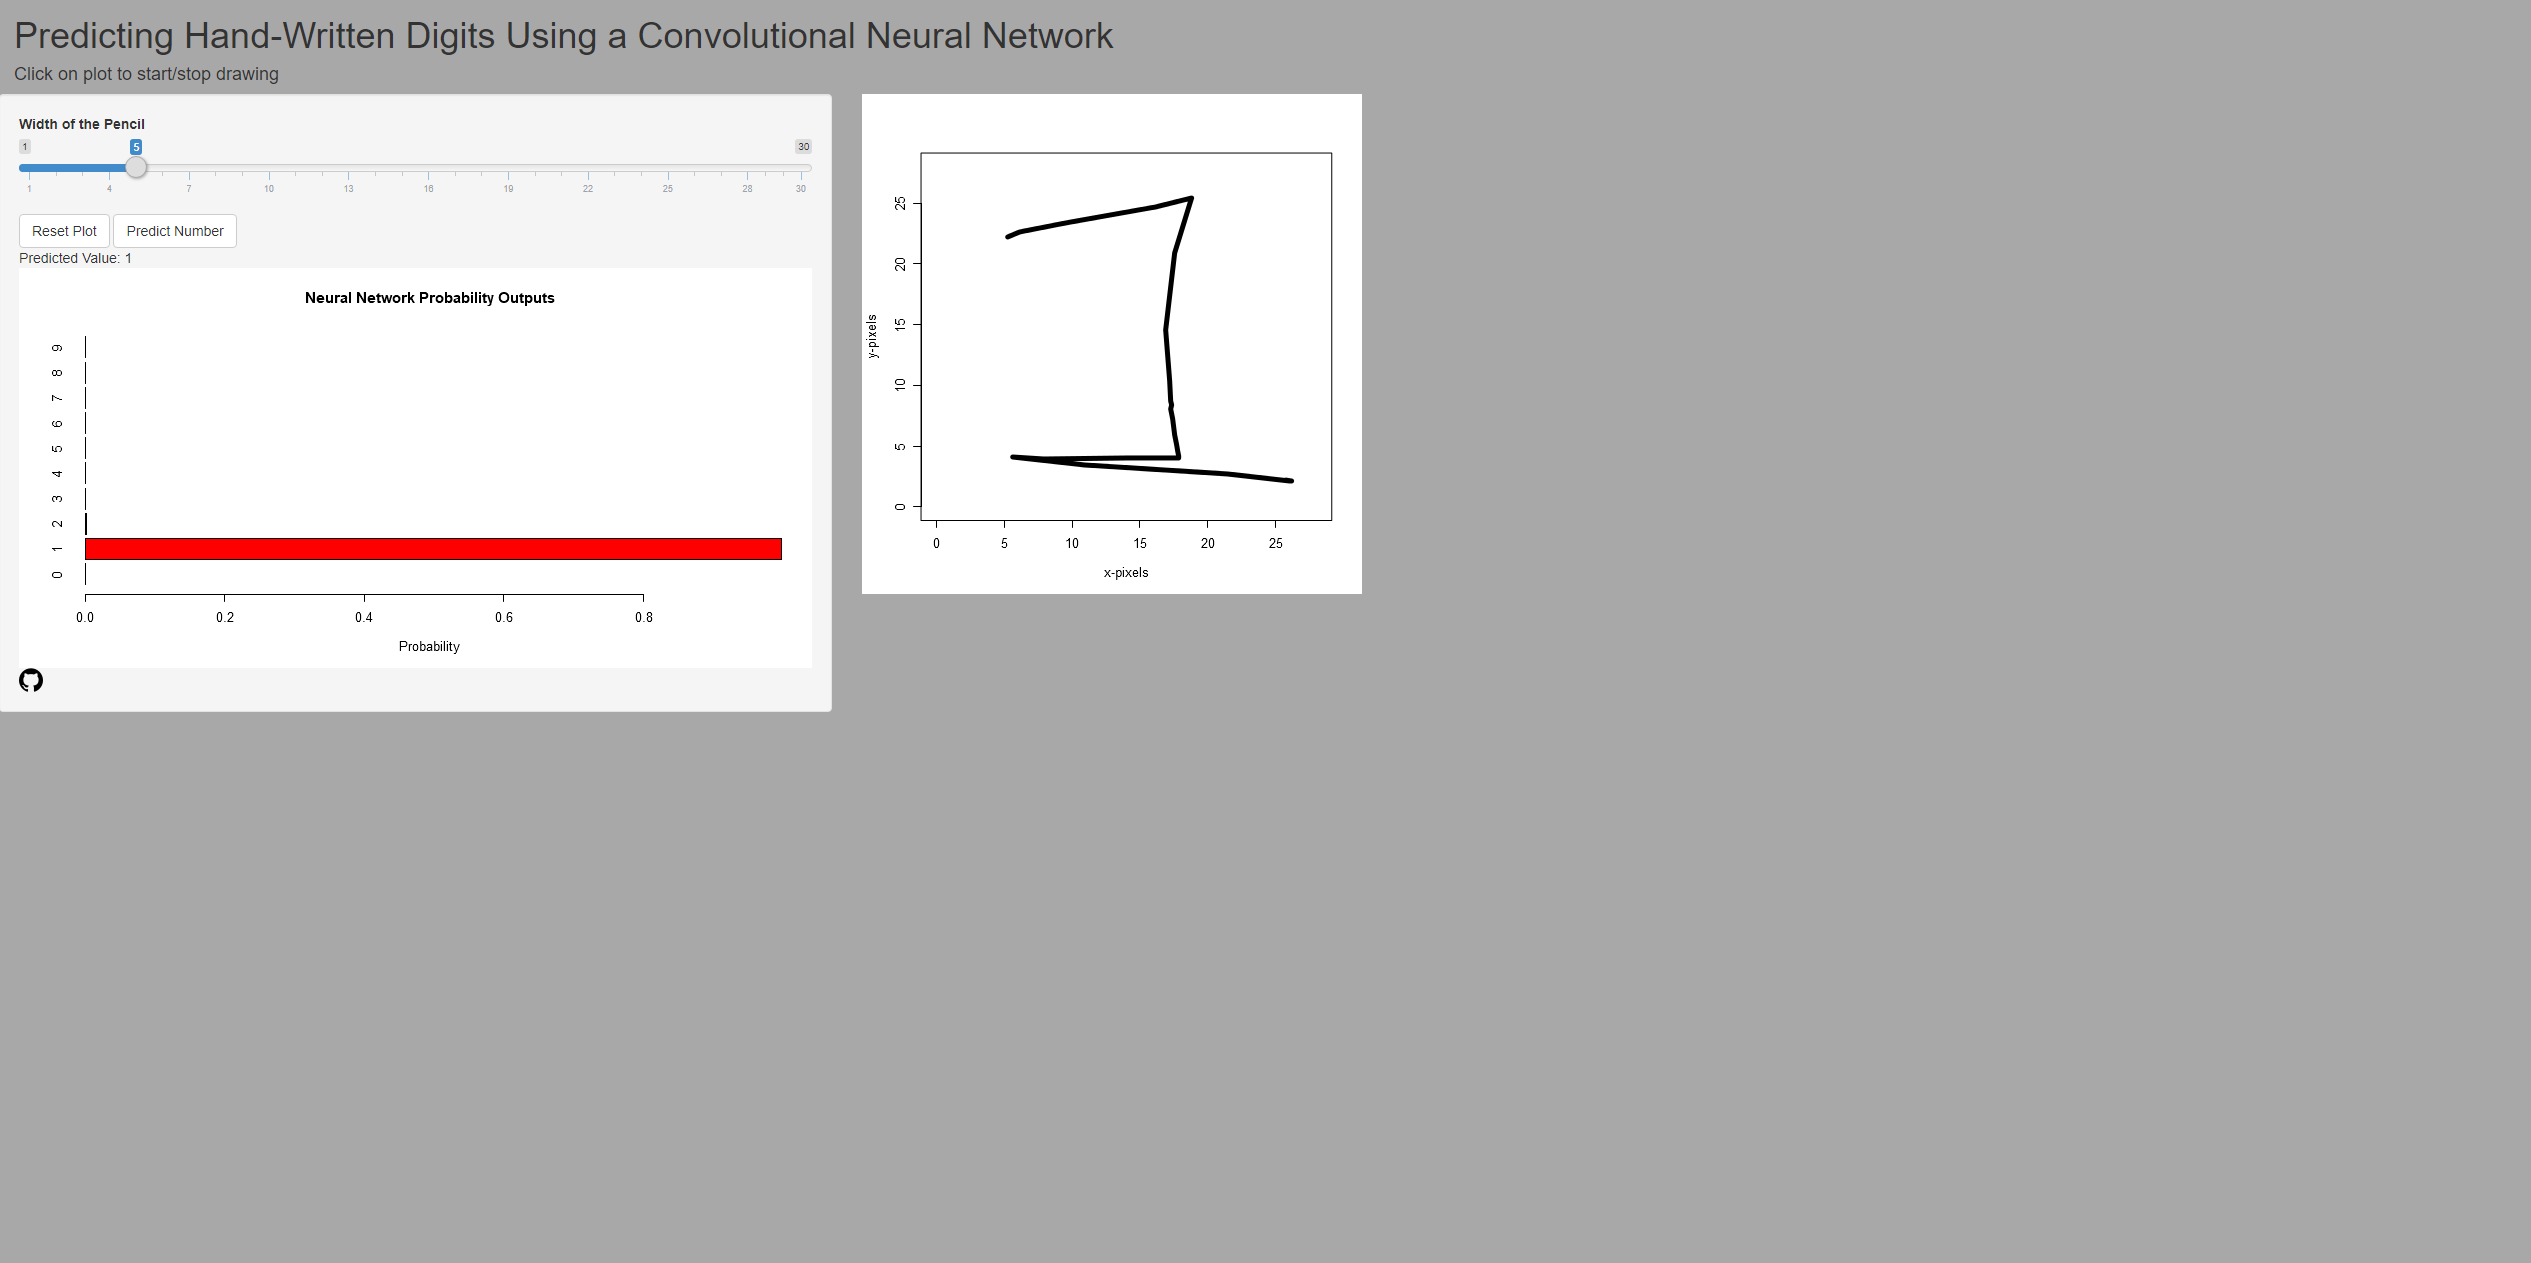 Predicting Hand-Written Digits Using a Convolutional Neural Network
Click on plot to start/stop drawing
Width of the Pencil
1 5 30
1 4 7 10 13 16 19 22 25 28 30
Reset Plot Predict Number
Predicted Value: 1
Neural Network Probability Outputs
9
8
7
6
5
4
3
2
1
0
0.0 0.2 0.4 0.6 0.8
Probability
25
20
15
10
5
0
y-pixels
0 5 10 15 20 25
x-pixels